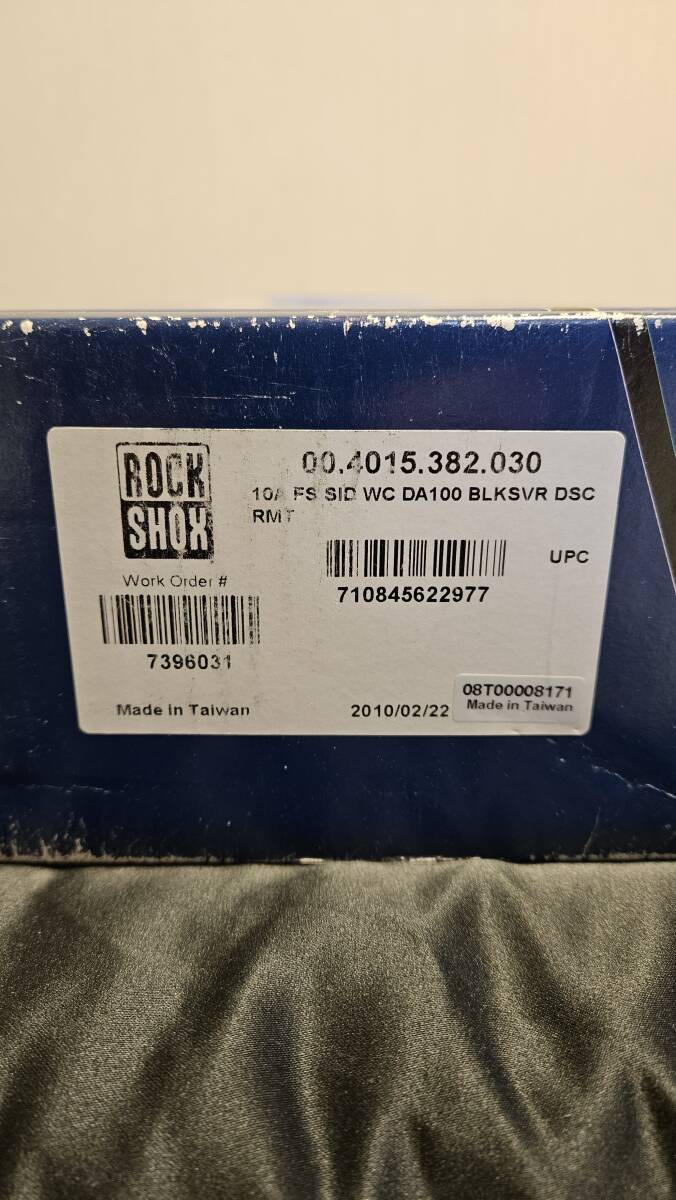 ROCK
SHOX
00.4015.382.030
10A FS SID WC DA100 BLKSVR DSC
RMT
UPC
710845622977
Work Order #
7396031
Made in Taiwan
2010/02/22
08T00008171
Made in Taiwan